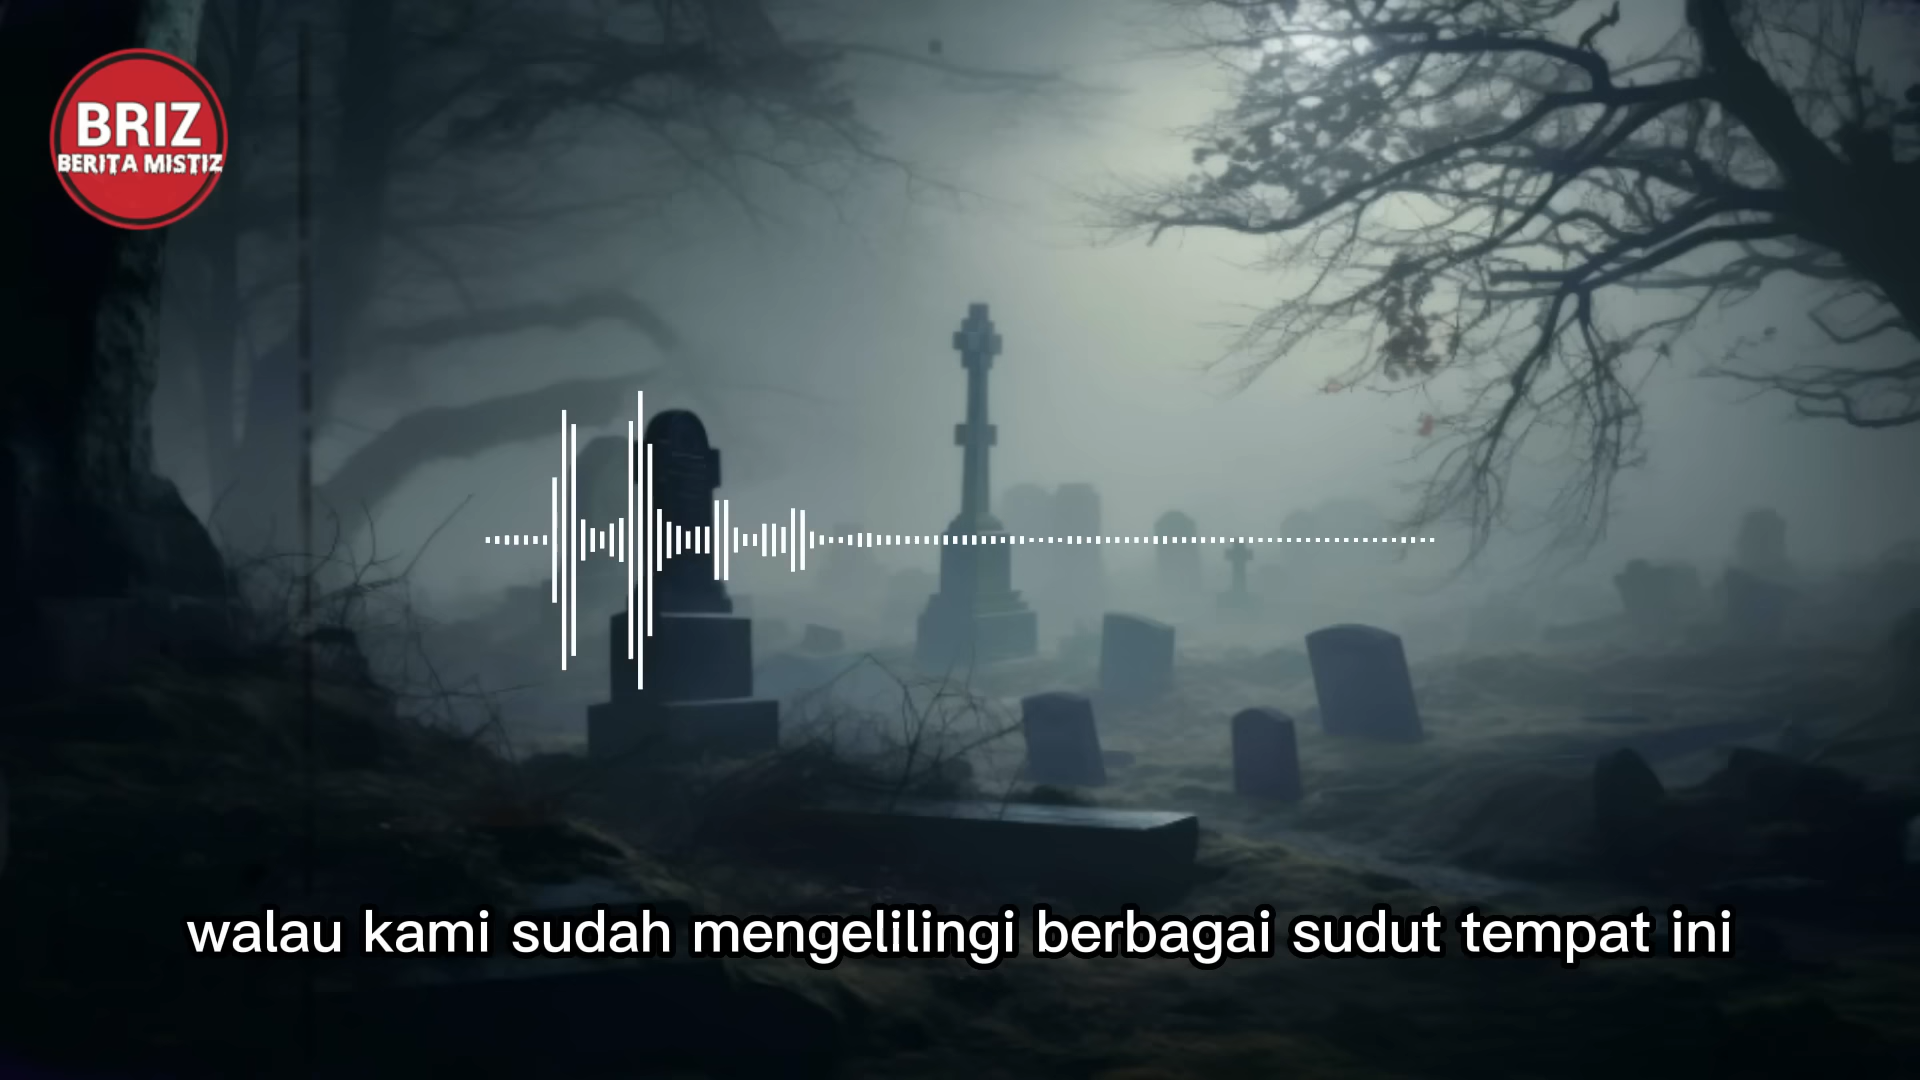 BRIZ
BERITA MISTIZ
walau kami sudah mengelilingi berbagai sudut tempat ini